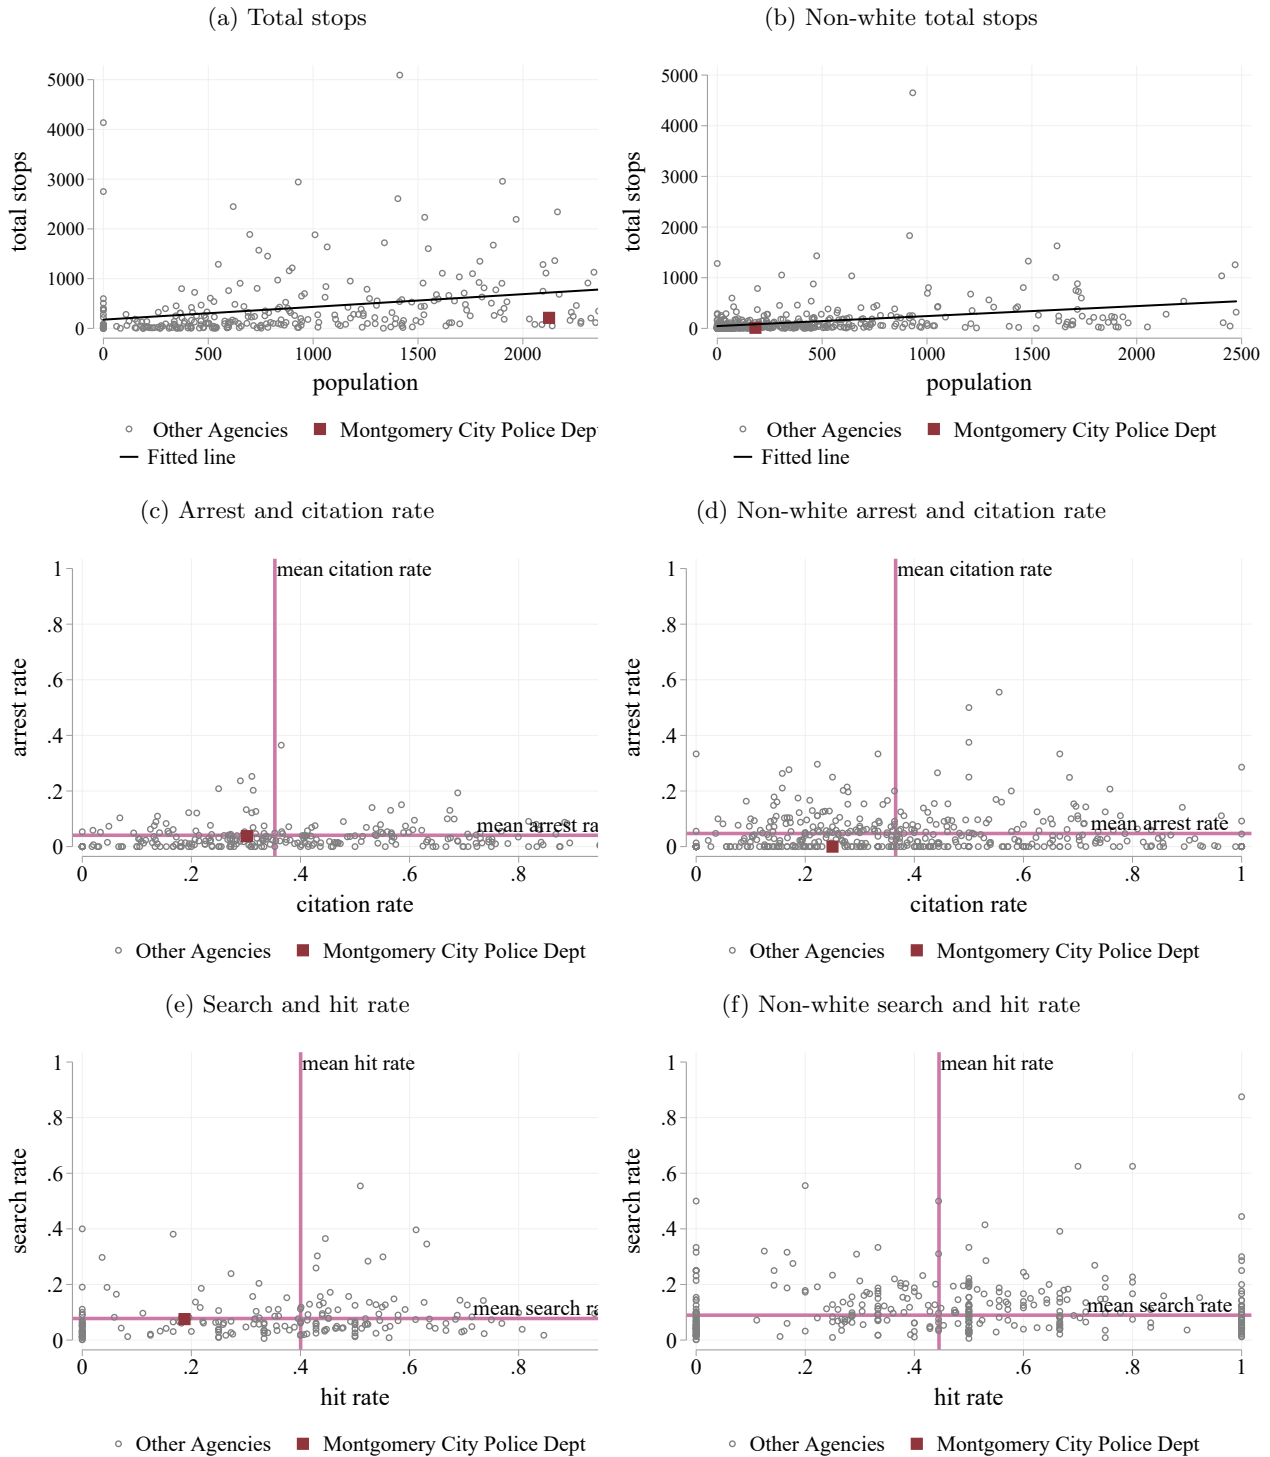 (a) Total stops
(b) Non-white total stops
total stops
5000
4000
3000
2000
1000
0
0 500 1000 1500 2000
population
Other Agencies Montgomery City Police Dep
Fitted line
total stops
5000
4000
3000
2000
1000
0
0 500 1000 1500 2000 2500
population
Other Agencies Montgomery City Police Dept
Fitted line
(c) Arrest and citation rate
(d) Non-white arrest and citation rate
arrest rate
1
.8
.6
.4
.2
0
mean citation rate
mean arrest ra
0 .2 .4 .6 .8
citation rate
Other Agencies Montgomery City Police Dept
arrest rate
1
.8
.6
.4
.2
0
mean citation rate
mean arrest rate
0 .2 .4 .6 .8 1
citation rate
Other Agencies Montgomery City Police Dept
(e) Search and hit rate
(f) Non-white search and hit rate
search rate
1
.8
.6
.4
.2
0
mean hit rate
mean search ra
0 .2 .4 .6 .8
hit rate
Other Agencies Montgomery City Police Dept
search rate
1
.8
.6
.4
.2
0
mean hit rate
mean search rate
0 .2 .4 .6 .8 1
hit rate
Other Agencies Montgomery City Police Dept